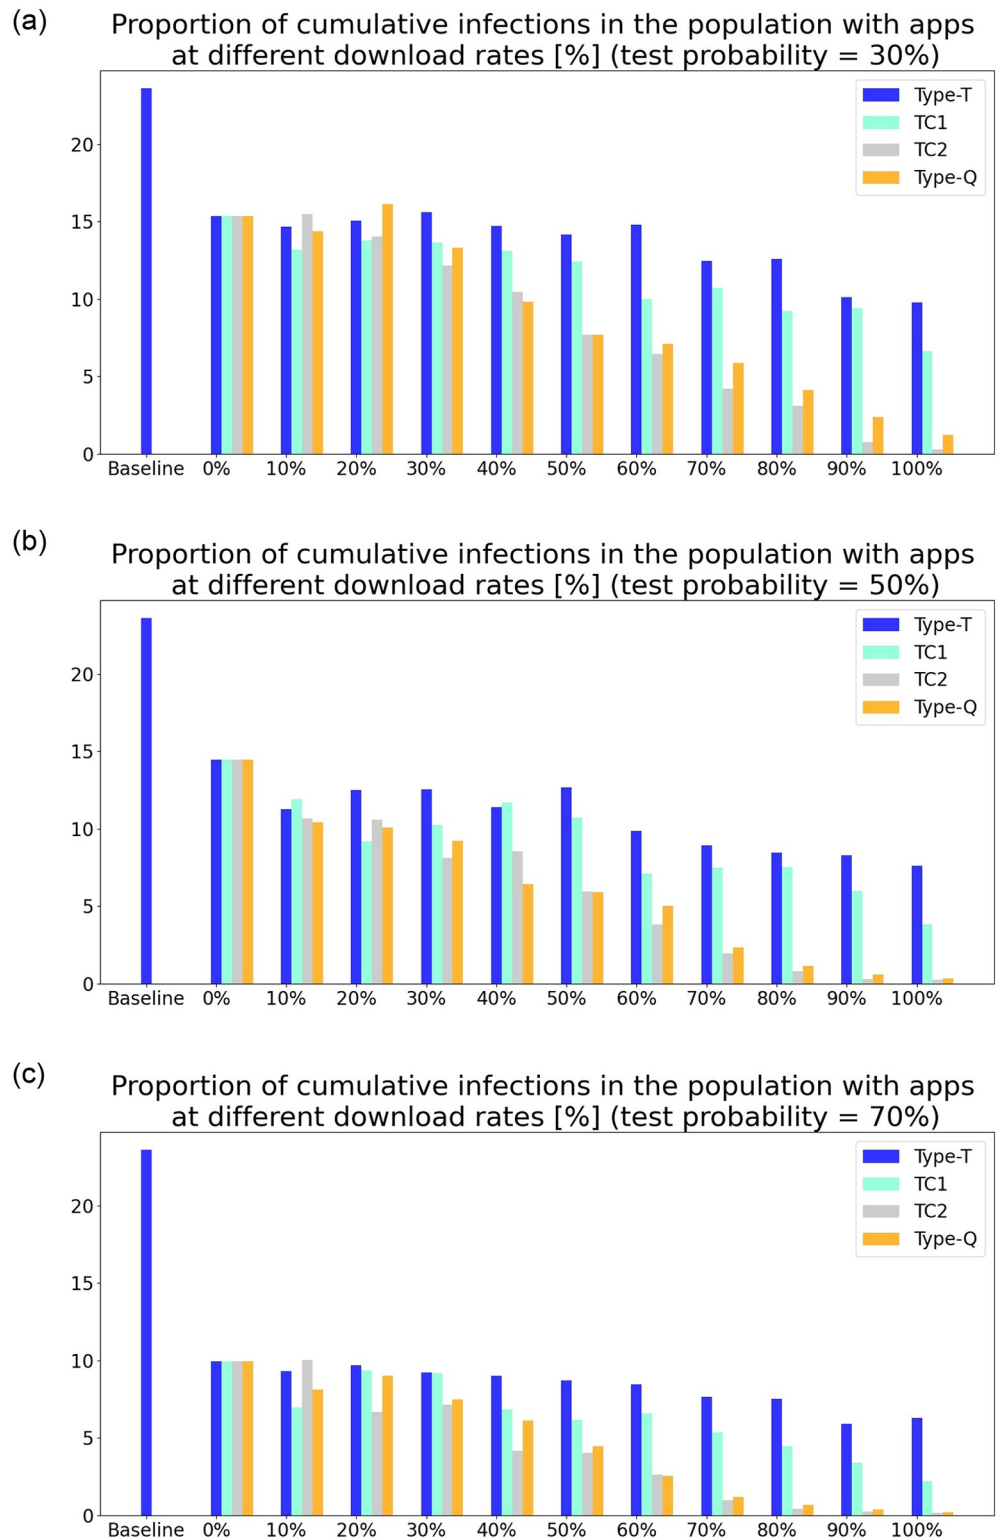 (a)
Proportion of cumulative infections in the population with apps
at different download rates [%] (test probability = 30%)
Type-T
TC1
TC2
Type-Q
20
15
10
5
0
Baseline 0% 10% 20% 30% 40% 50% 60% 70% 80% 90% 100%
(b)
Proportion of cumulative infections in the population with apps
at different download rates [%] (test probability = 50%)
Type-T
TC1
TC2
Type-Q
20
15
10
5
0
Baseline 0% 10% 20% 30% 40% 50% 60% 70% 80% 90% 100%
(c)
Proportion of cumulative infections in the population with apps
at different download rates [%] (test probability = 70%)
Type-T
TC1
TC2
Type-Q
20
15
10
5
0
Baseline 0% 10% 20% 30% 40% 50% 60% 70% 80% 90% 100%